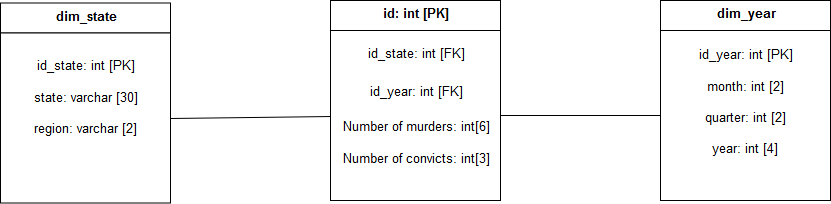 dim_state
id_state: int [PK]
state: varchar [30]
region: varchar [2]
id: int [PK]
id_state: int [FK]
id_year: int [FK]
Number of murders: int[6]
Number of convicts: int[3]
dim_year
id_year: int [PK]
month: int [2]
quarter: int [2]
year: int [4]